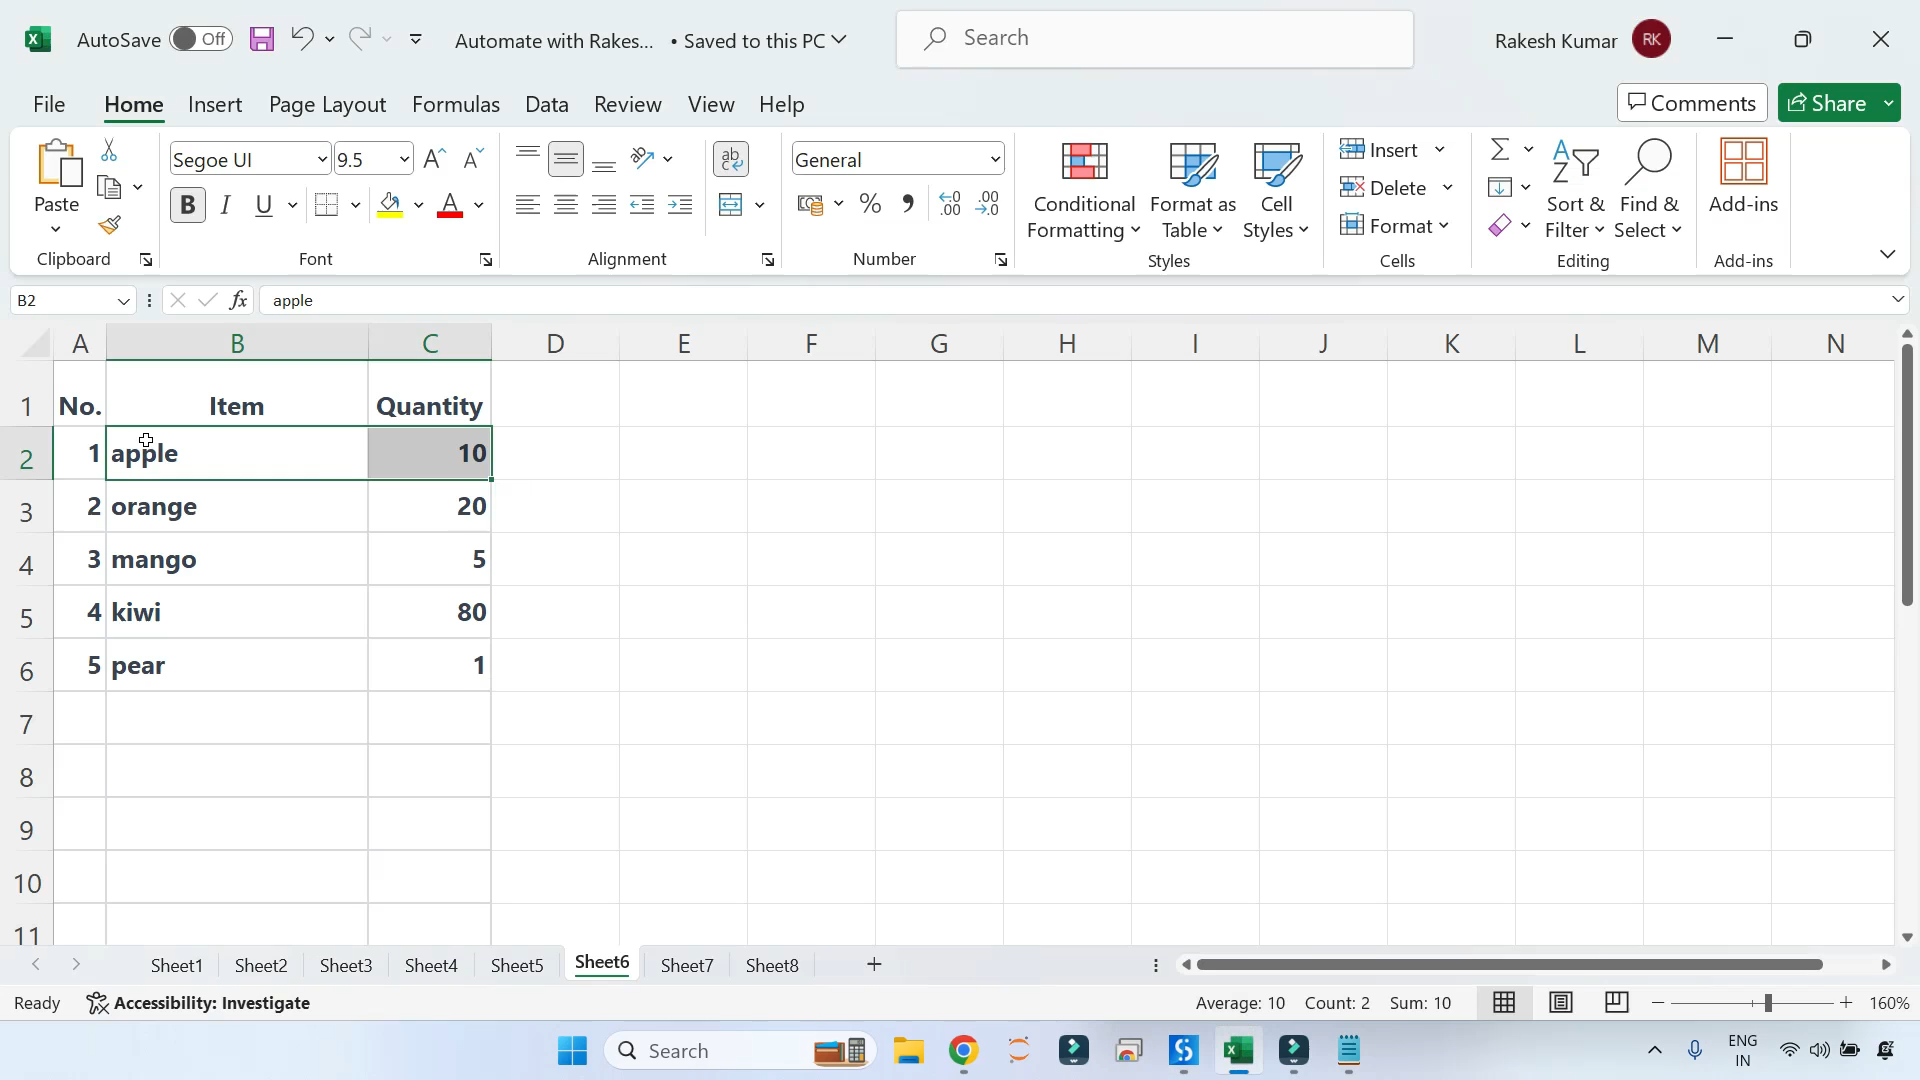 AutoSave Off Automate with Rakes... • Saved to this PC Search Rakesh Kumar RK
File Home Insert Page Layout Formulas Data Review View Help Comments Share
Paste Segoe UI 9.5 B I U A ab General % , Conditional Formatting Format as Table Cell Styles Insert Delete Format Sort & Filter Find & Select Add-ins
Clipboard Font Alignment Number Styles Cells Editing Add-ins
B2 fx apple
A B C D E F G H I J K L M N
1 No. Item Quantity
2 1 apple 10
3 2 orange 20
4 3 mango 5
5 4 kiwi 80
6 5 pear 1
7
8
9
10
11
Sheet1 Sheet2 Sheet3 Sheet4 Sheet5 Sheet6 Sheet7 Sheet8 +
Ready Accessibility: Investigate Average: 10 Count: 2 Sum: 10 160%
Search ENG
IN